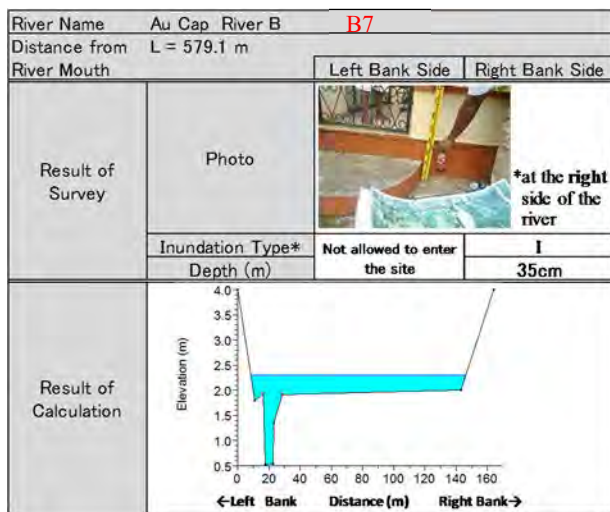 River Name Au Cap River B B7
Distance from River Mouth L = 579.1 m
Left Bank Side Right Bank Side
Result of Survey
Photo
*at the right
side of the
river
Inundation Type* Not allowed to enter the site I
Depth (m) 35cm
Result of Calculation
Elevation (m)
4.0
3.5
3.0
2.5
2.0
1.5
1.0
0.5
0 20 40 60 80 100 120 140 160
←Left Bank Distance (m) Right Bank→